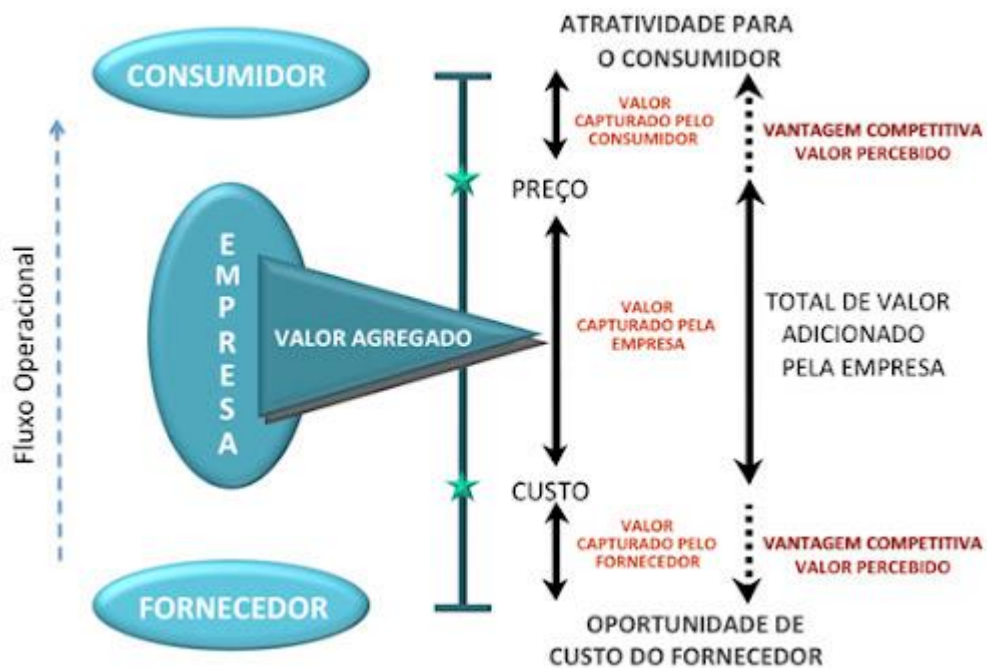 ATRATIVIDADE PARA
O CONSUMIDOR
CONSUMIDOR
VALOR
CAPTURADO PELO
CONSUMIDOR
VANTAGEM COMPETITIVA
VALOR PERCEBIDO
PREÇO
Fluxo Operacional
EMPRESA
VALOR AGREGADO
VALOR
CAPTURADO PELA
EMPRESA
TOTAL DE VALOR
ADICIONADO
PELA EMPRESA
CUSTO
VALOR
CAPTURADO PELO
FORNECEDOR
VANTAGEM COMPETITIVA
VALOR PERCEBIDO
FORNECEDOR
OPORTUNIDADE DE
CUSTO DO FORNECEDOR